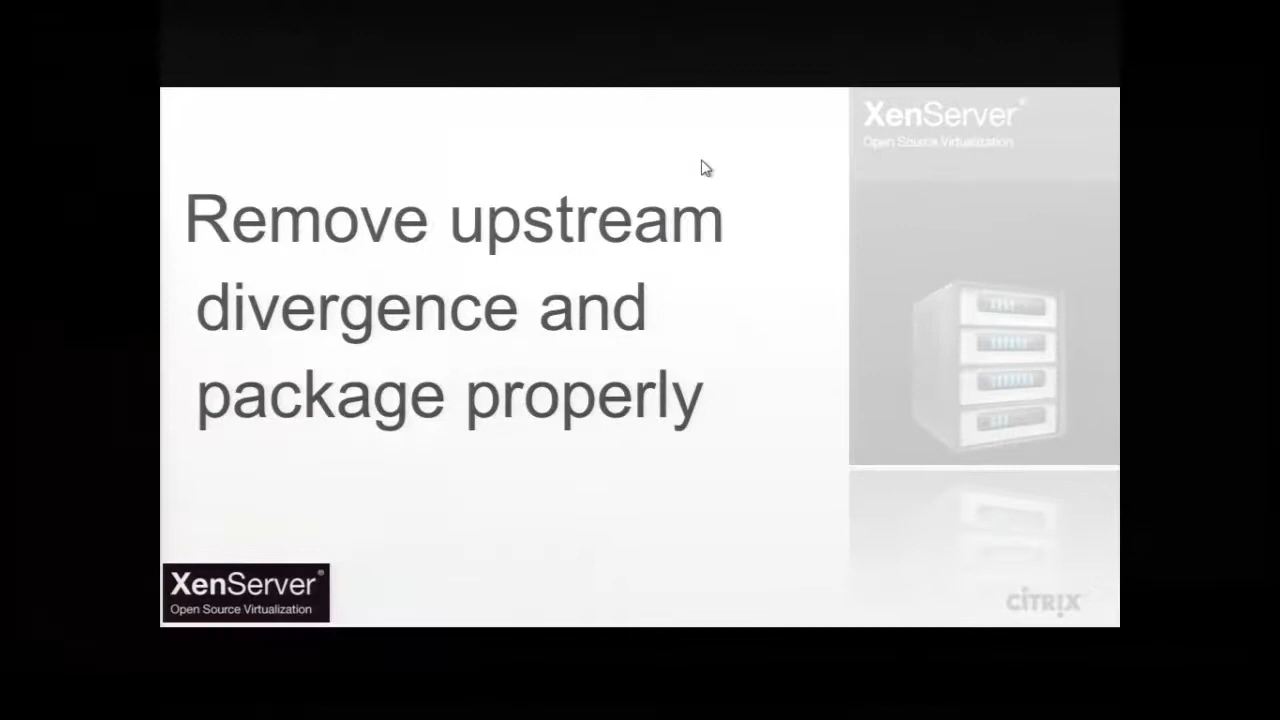 XenServer®
Open Source Virtualization
Remove upstream
divergence and
package properly
XenServer®
Open Source Virtualization
CITRIX